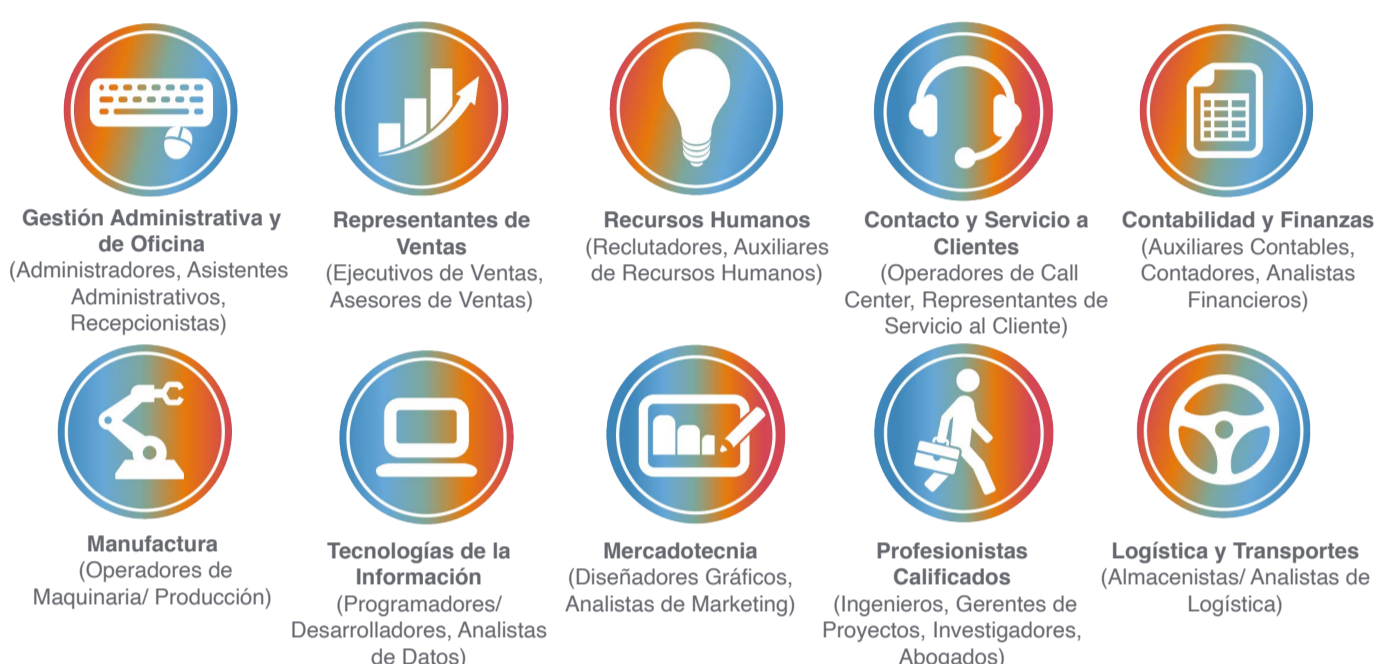 Gestión Administrativa y
de Oficina
(Administradores, Asistentes
Administrativos,
Recepcionistas)
Representantes de
Ventas
(Ejecutivos de Ventas,
Asesores de Ventas)
Recursos Humanos
(Reclutadores, Auxiliares
de Recursos Humanos)
Contacto y Servicio a
Clientes
(Operadores de Call
Center, Representantes de
Servicio al Cliente)
Contabilidad y Finanzas
(Auxiliares Contables,
Contadores, Analistas
Financieros)
Manufactura
(Operadores de
Maquinaria/ Producción)
Tecnologías de la
Información
(Programadores/
Desarrolladores, Analistas
de Datos)
Mercadotecnia
(Diseñadores Gráficos,
Analistas de Marketing)
Profesionistas
Calificados
(Ingenieros, Gerentes de
Proyectos, Investigadores,
Abogados)
Logística y Transportes
(Almacenistas/ Analistas de
Logística)